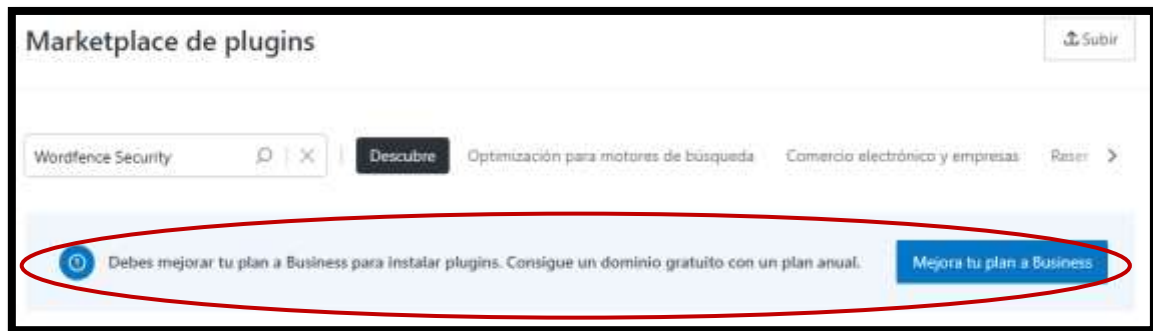 Marketplace de plugins
Subir
Wordfence Security
Descubre
Optimización para motores de búsqueda
Comercio electrónico y empresas
Reser
Debes mejorar tu plan a Business para instalar plugins. Consigue un dominio gratuito con un plan anual.
Mejora tu plan a Business